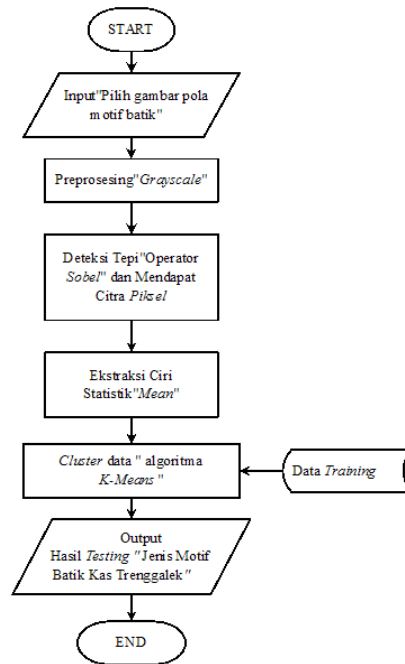 START
Input"Pilih gambar pola
motif batik"
Preprosesing"Grayscale"
Deteksi Tepi"Operator
Sobel" dan Mendapat
Citra Piksel
Ekstraksi Ciri
Statistik"Mean"
Cluster data " algoritma
K-Means "
Data Training
Output
Hasil Testing "Jenis Motif
Batik Kas Trenggalek"
END